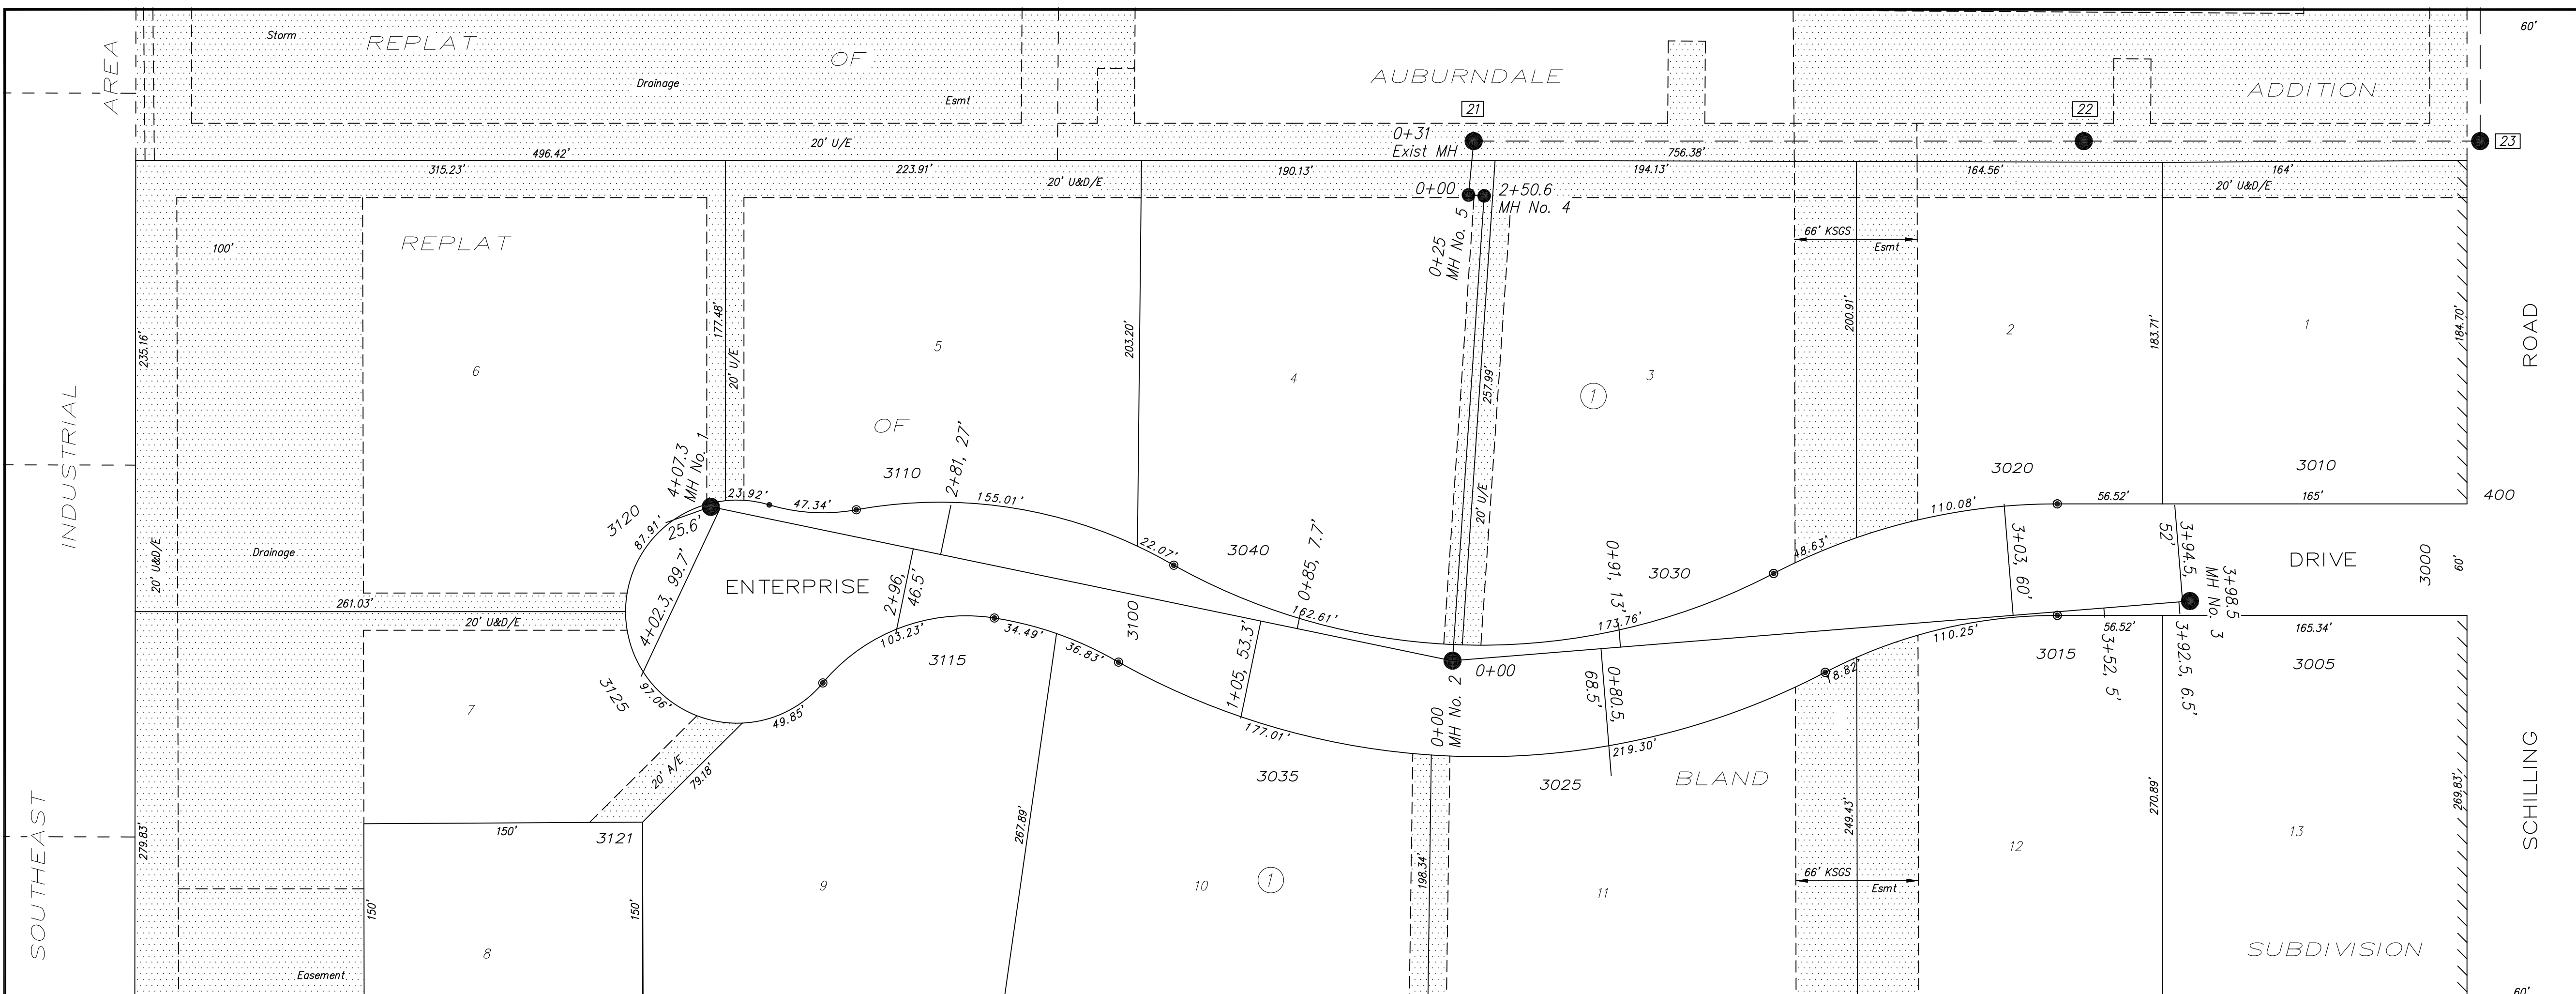 Storm
REPLAT
OF
AUBURNDALE
ADDITION
60'
AREA
Drainage
Esmt
21
22
23
0+31
Exist MH
20' U/E
496.42'
756.38'
315.23'
223.91'
190.13'
194.13'
164.56'
164'
20' U&D/E
20' U&D/E
0+00
2+50.6
MH No. 4
0+25
MH No. 5
REPLAT
100'
66' KSGS
Esmt
235.16'
177.48'
20' U/E
203.20'
257.99'
200.91'
183.71'
184.70'
ROAD
6
5
4
3
2
1
1
INDUSTRIAL
OF
20' U/E
4+07.3
MH No. 1
3110
2+81, 27'
3020
3010
400
23.92'
47.34'
155.01'
110.08'
56.52'
165'
3120
87.91'
25.6'
22.07'
3040
0+85, 7.7'
0+91, 13'
3030
48.63'
3+03, 60'
3+94.5,
52'
3+98.5
MH No. 3
DRIVE
3000
60'
Drainage
20' U&D/E
261.03'
20' U&D/E
4+02.3, 99.7'
ENTERPRISE
2+96,
46.5'
103.23'
34.49'
36.83'
3100
162.61'
173.76'
110.25'
56.52'
165.34'
3115
1+05, 53.3'
0+00
0+00
MH No. 2
0+80.5,
68.5'
8.82'
3015
3+52, 5'
3+92.5, 6.5'
3005
3125
97.06'
7
49.85'
177.01'
219.30'
20' A/E
79.18'
3035
3025
BLAND
SCHILLING
SOUTHEAST
279.83'
150'
3121
267.89'
198.34'
249.43'
270.89'
269.83'
12
13
66' KSGS
Esmt
150'
150'
9
10
1
11
8
Easement
SUBDIVISION
60'